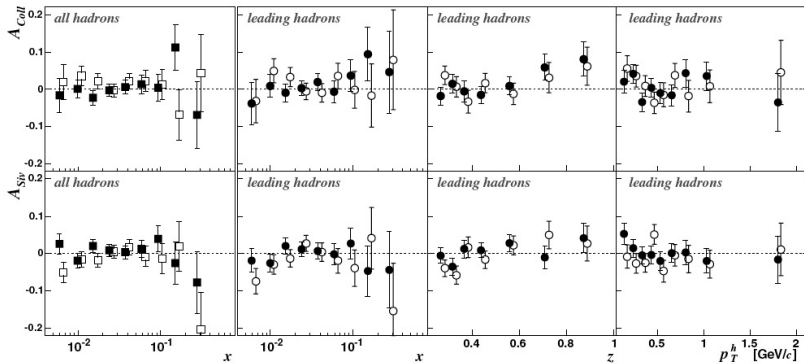 A_Coll
all hadrons
leading hadrons
leading hadrons
leading hadrons
0.2
0.1
0
-0.1
-0.2
A_Siv
all hadrons
leading hadrons
leading hadrons
leading hadrons
0.1
0
-0.1
-0.2
10^-2 10^-1 x
10^-2 10^-1 x
0.4 0.6 0.8 1 z
0.5 1 1.5 2
p_T^h [GeV/c]